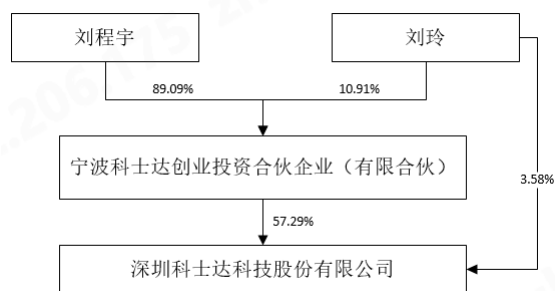 刘程宇
刘玲
89.09%
10.91%
宁波科士达创业投资合伙企业（有限合伙）
3.58%
57.29%
深圳科士达科技股份有限公司